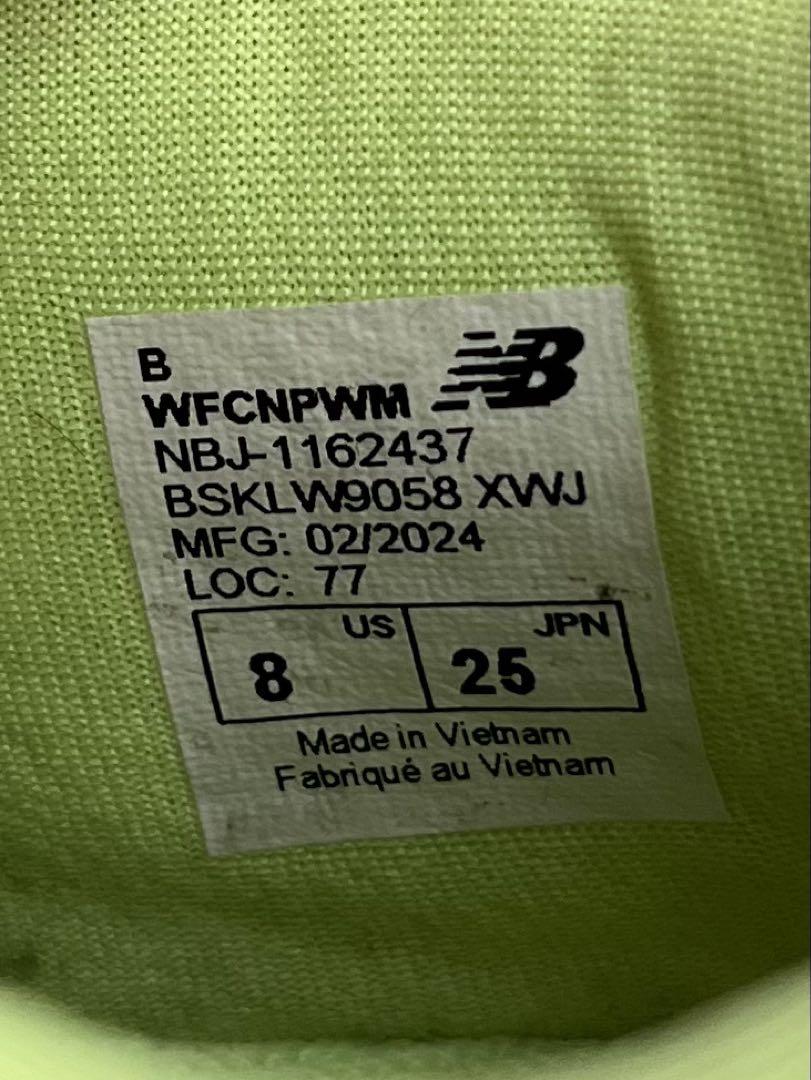 B
WFCNPWM NB
NBJ-1162437
BSKLW9058 XWJ
MFG: 02/2024
LOC: 77
US JPN
8 25
Made in Vietnam
Fabriqué au Vietnam